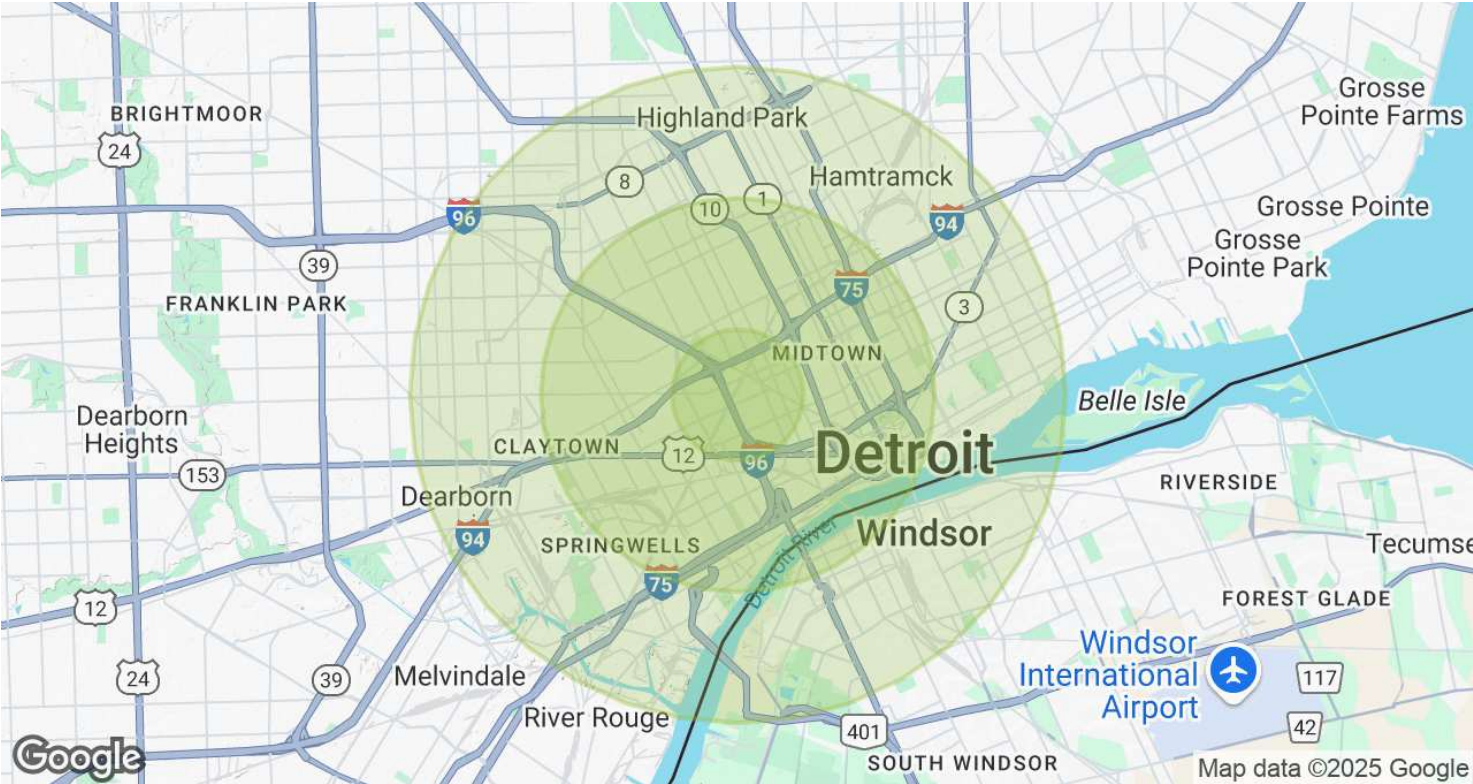 Grosse
Pointe Farms
BRIGHTMOOR
Highland Park
24
8
Hamtramck
1
10
96
94
Grosse Pointe
Grosse
Pointe Park
39
75
FRANKLIN PARK
3
MIDTOWN
Belle Isle
Dearborn
Heights
CLAYTOWN
12
96
Detroit
153
RIVERSIDE
Dearborn
94
SPRINGWELLS
Windsor
Tecumse
75
Detroit River
12
FOREST GLADE
Windsor
International
Airport
24
39
Melvindale
117
River Rouge
401
42
SOUTH WINDSOR
Google
Map data ©2025 Google